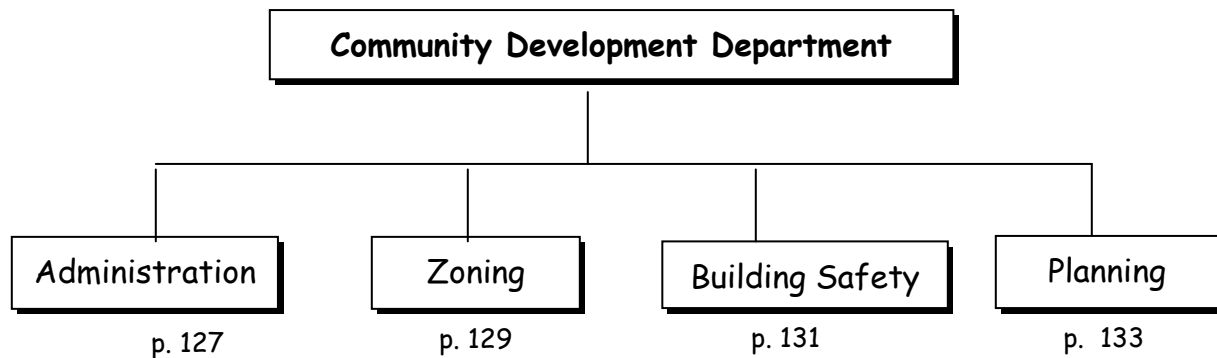 Community Development Department
Administration
Zoning
Building Safety
Planning
p. 127
p. 129
p. 131
p. 133